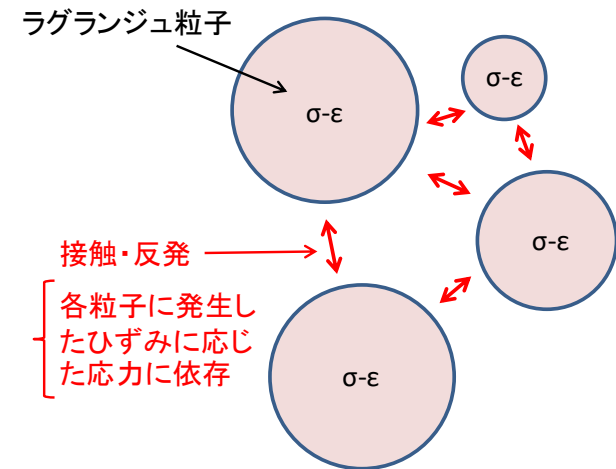 ラグランジュ粒子
σ-ε
σ-ε
σ-ε
接触・反発
各粒子に発生し
たひずみに応じ
た応力に依存
σ-ε